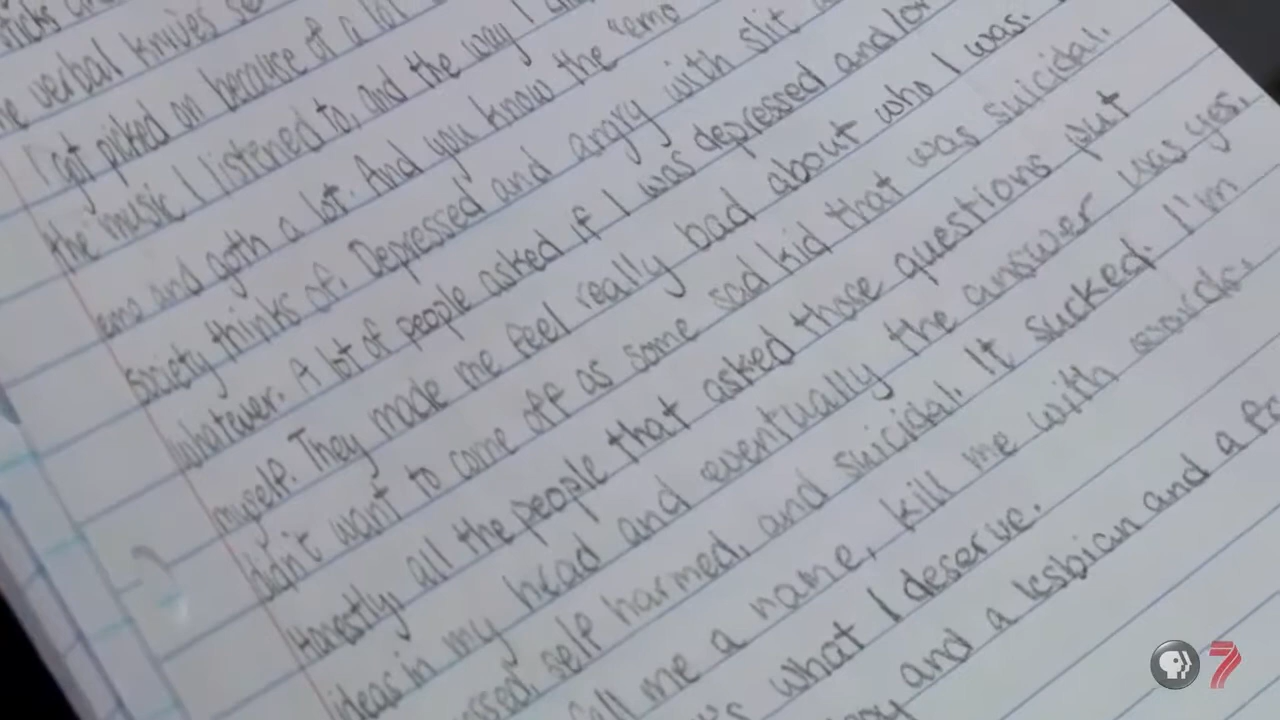 verbal knives
I got picked on because of a lot
the music I listened to, and the way I
emo and goth a lot. And you know the "emo
society thinks of. Depressed and angry with slit
whatever. A lot of people asked if I was depressed and/or
myself. They made me feel really bad about who I was.
didn't want to come off as some sad kid that was suicidal.
Honestly, all the people that asked those questions put
ideas in my head and eventually the answer was yes.
self harmed, and suicidal. It sucked. I'm
call me a name, kill me with words.
what I deserve.
and a lesbian and a
PBS 7